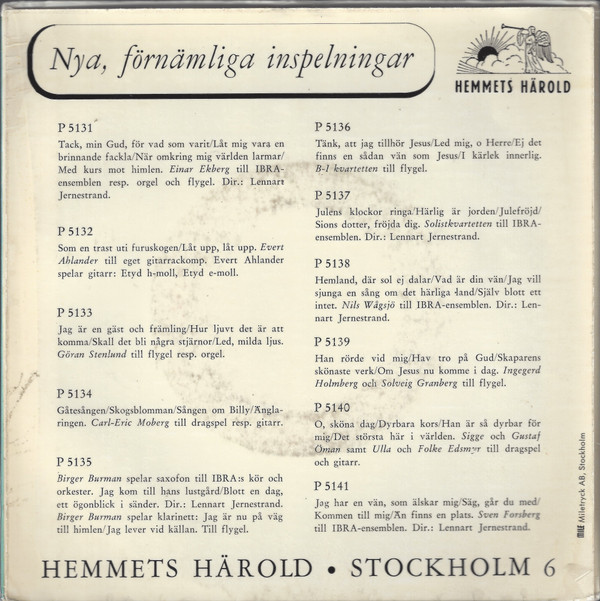 Nya, förnämliga inspelningar
HEMMETS HÄROLD
P 5131
Tack, min Gud, för vad som varit/Låt mig vara en
brinnande fackla/När omkring mig världen larmar/
Med kurs mot himlen. Einar Ekberg till IBRA-
ensemblen resp. orgel och flygel. Dir.: Lennart
Jernestrand.
P 5132
Som en trast uti furuskogen/Låt upp, låt upp. Evert
Ahlander till eget gitarrackomp. Evert Ahlander
spelar gitarr: Etyd h-moll, Etyd e-moll.
P 5133
Jag är en gäst och främling/Hur ljuvt det är att
komma/Skall det bli några stjärnor/Led, milda ljus.
Göran Stenlund till flygel resp. orgel.
P 5134
Gåtesången/Skogsblomman/Sången om Billy/Ängla-
ringen. Carl-Eric Moberg till dragspel resp. gitarr.
P 5135
Birger Burman spelar saxofon till IBRA:s kör och
orkester. Jag kom till hans lustgård/Blott en dag,
ett ögonblick i sänder. Dir.: Lennart Jernestrand.
Birger Burman spelar klarinett: Jag är nu på väg
till himlen/Jag lever vid källan. Till flygel.
P 5136
Tänk, att jag tillhör Jesus/Led mig, o Herre/Ej det
finns en sådan vän som Jesus/I kärlek innerlig.
B-1 kvartetten till flygel.
P 5137
Julens klockor ringa/Härlig är jorden/Julefröjd/
Sions dotter, fröjda dig. Solistkvartetten till IBRA-
ensemblen. Dir.: Lennart Jernestrand.
P 5138
Hemland, där sol ej dalar/Vad är din vän/Jag vill
sjunga en sång om det härliga land/Själv blott ett
intet. Nils Wågsjö till IBRA-ensemblen. Dir.: Len-
nart Jernestrand.
P 5139
Han rörde vid mig/Hav tro på Gud/Skaparens
skönaste verk/Om Jesus nu komme i dag. Ingegerd
Holmberg och Solveig Granberg till flygel.
P 5140
O, sköna dag/Dyrbara kors/Han är så dyrbar för
mig/Det största här i världen. Sigge och Gustaf
Öman samt Ulla och Folke Edsmyr till dragspel
och gitarr.
P 5141
Jag har en vän, som älskar mig/Säg, går du med/
Kommen till mig/Än finns en plats. Sven Forsberg
till IBRA-ensemblen. Dir.: Lennart Jernestrand.
MILE Miletryck AB, Stockholm
HEMMETS HÄROLD • STOCKHOLM 6